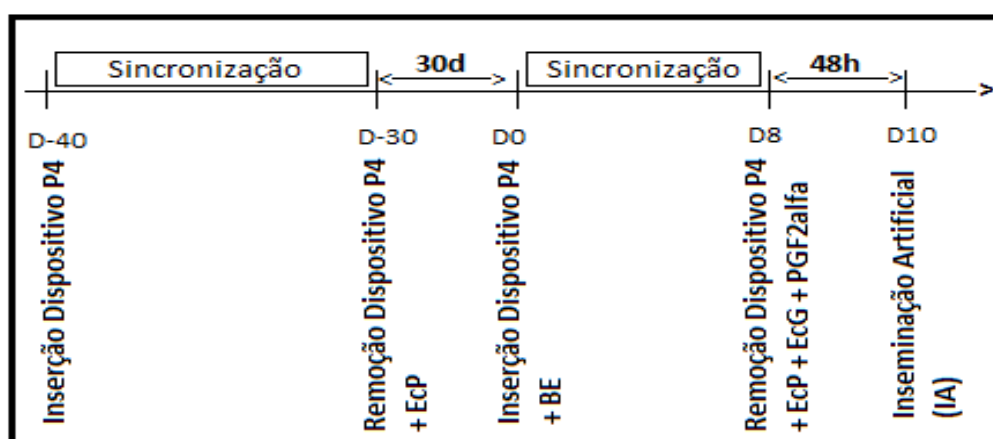 Sincronização
30d
Sincronização
48h
D-40
D-30
D0
D8
D10
Inserção Dispositivo P4
Remoção Dispositivo P4
+ EcP
Inserção Dispositivo P4
+ BE
Remoção Dispositivo P4
+ EcP + EcG + PGF2alfa
Inseminação Artificial
(IA)